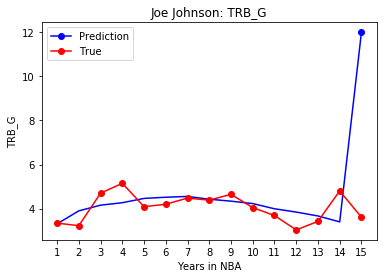 Joe Johnson: TRB_G
Prediction
True
12
10
8
6
4
TRB_G
1 2 3 4 5 6 7 8 9 10 11 12 13 14 15
Years in NBA